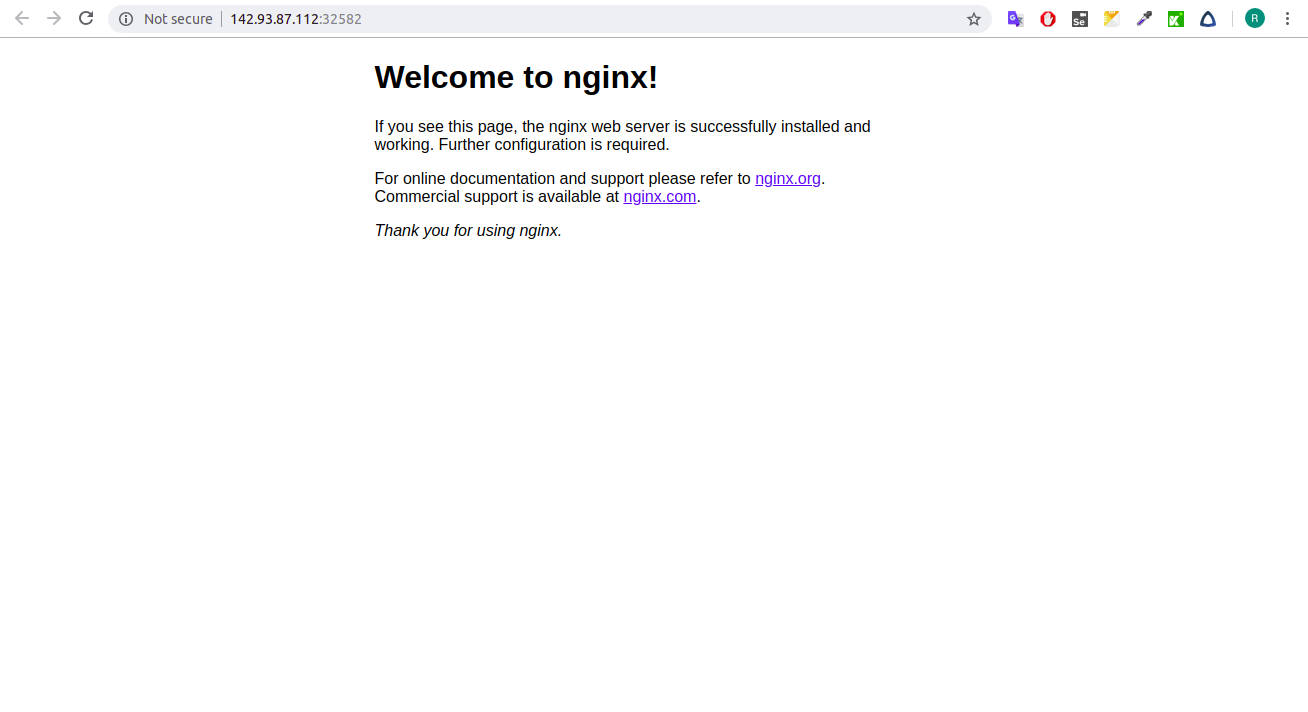 Not secure 142.93.87.112:32582
Se
R
Welcome to nginx!
If you see this page, the nginx web server is successfully installed and
working. Further configuration is required.
For online documentation and support please refer to nginx.org.
Commercial support is available at nginx.com.
Thank you for using nginx.